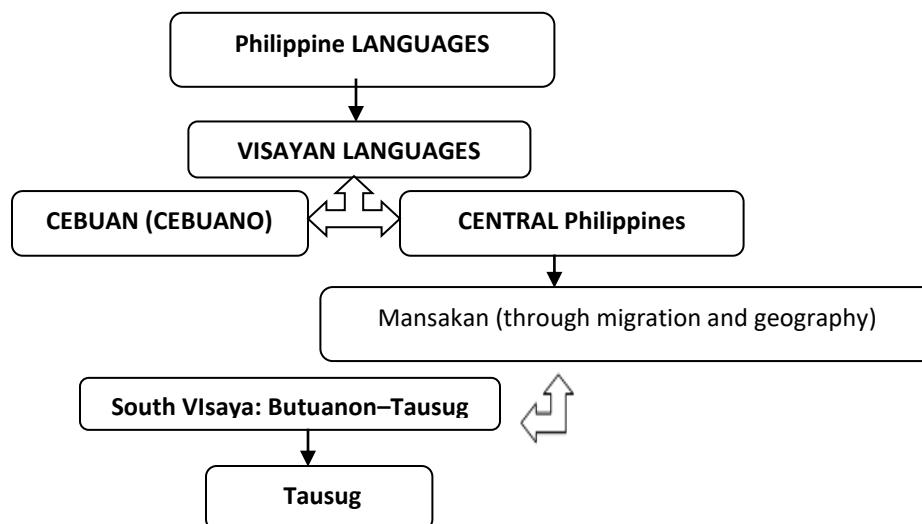 Philippine LANGUAGES
VISAYAN LANGUAGES
CEBUAN (CEBUANO)
CENTRAL Philippines
Mansakan (through migration and geography)
South VIsaya: Butuanon–Tausug
Tausug